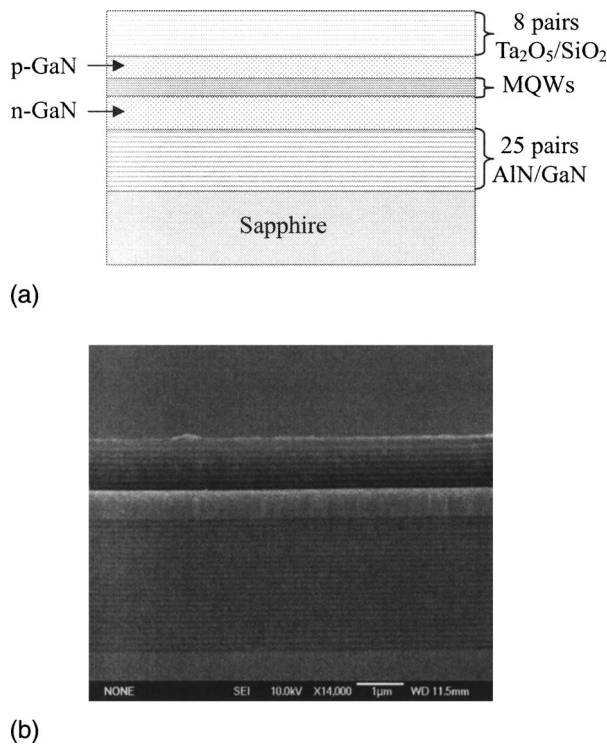 8 pairs
Ta₂O₅/SiO₂
p-GaN
MQWs
n-GaN
25 pairs
AlN/GaN
Sapphire
(a)
NONE SEI 10.0kV X14,000 1μm WD 11.5mm
(b)